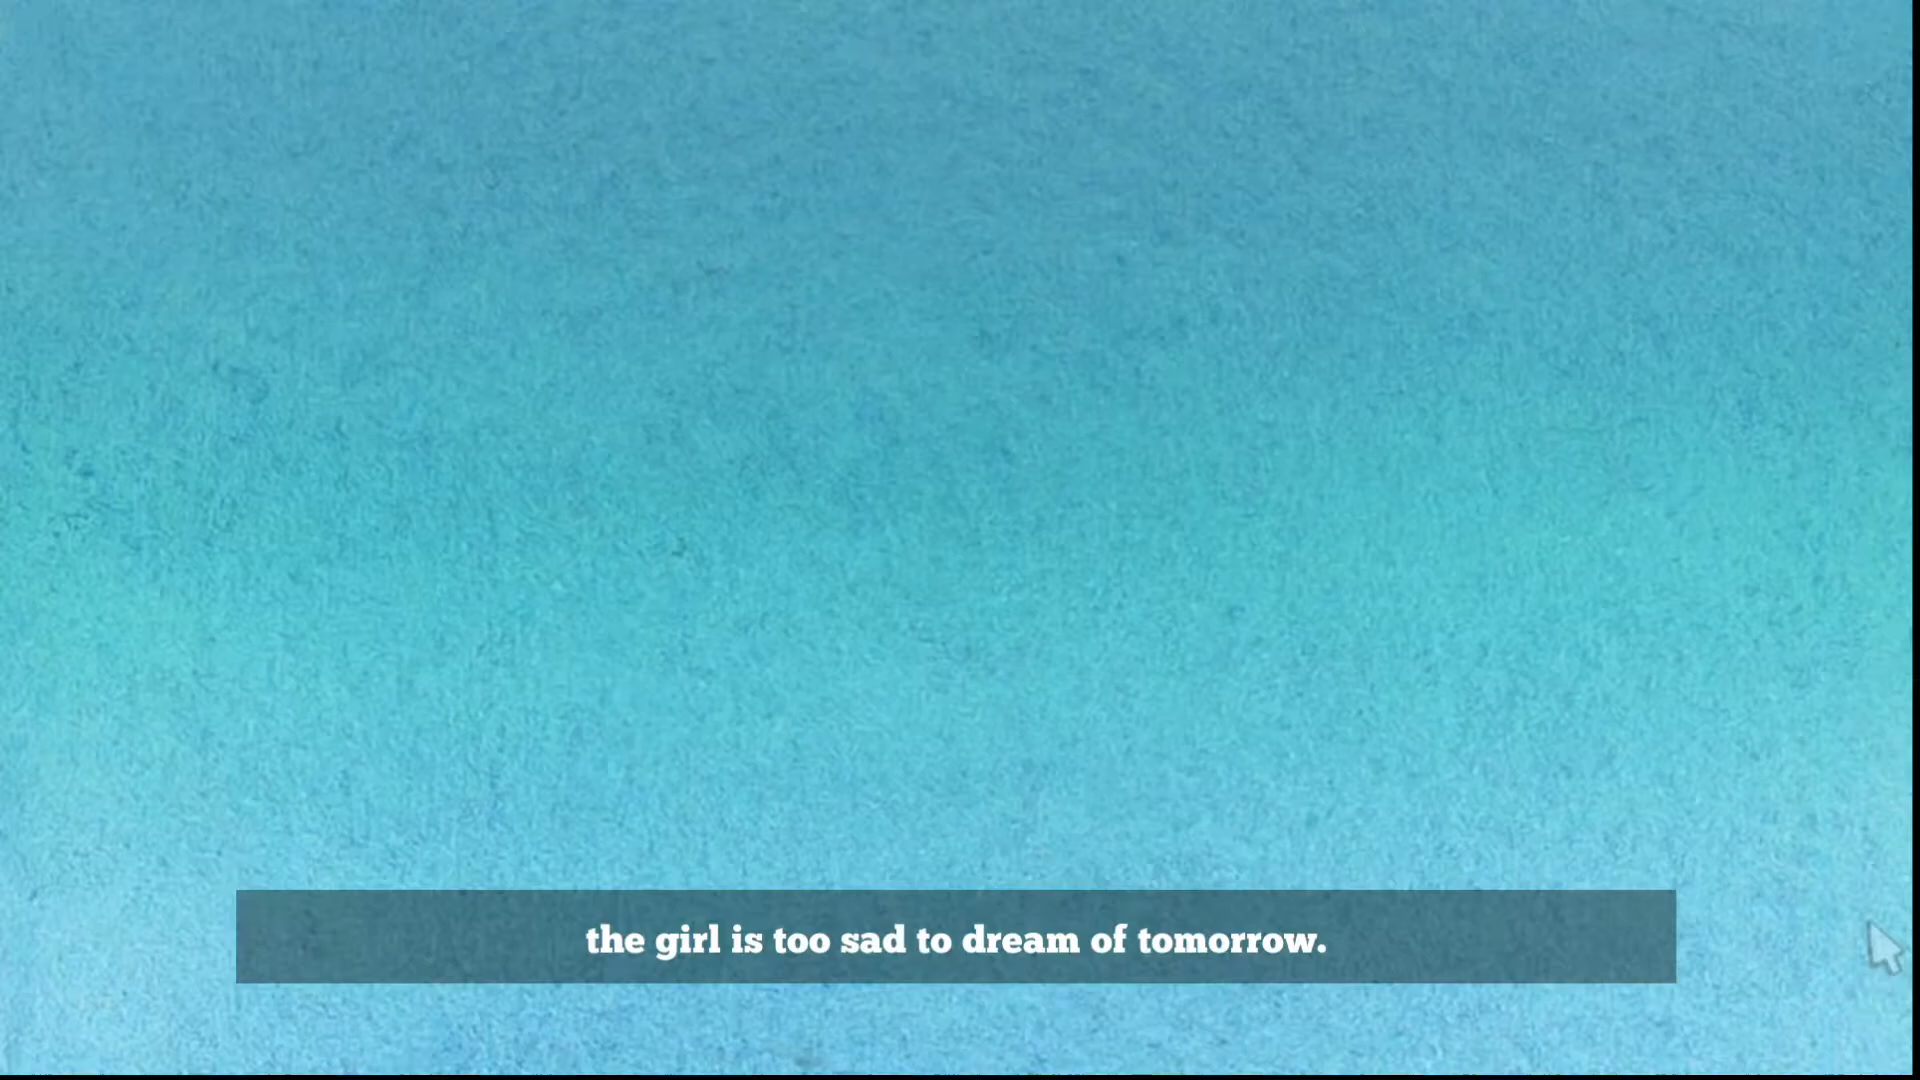 the girl is too sad to dream of tomorrow.